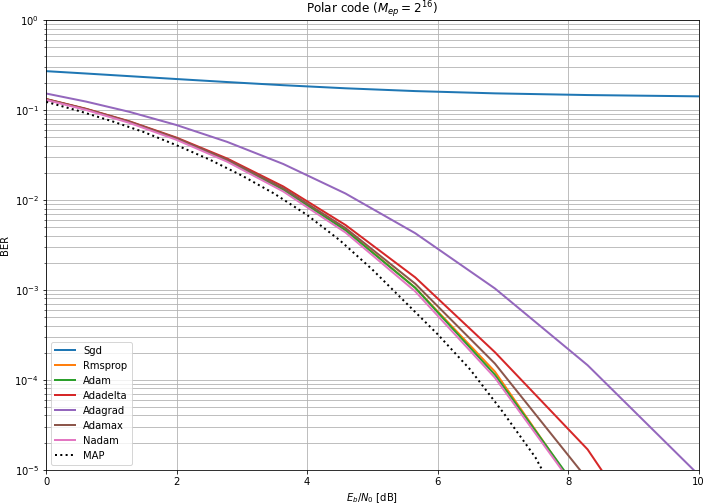 Polar code (M_ep = 2^16)
10^0
10^-1
10^-2
10^-3
10^-4
10^-5
BER
Sgd
Rmsprop
Adam
Adadelta
Adagrad
Adamax
Nadam
MAP
0 2 4 6 8 10
E_b/N_0 [dB]